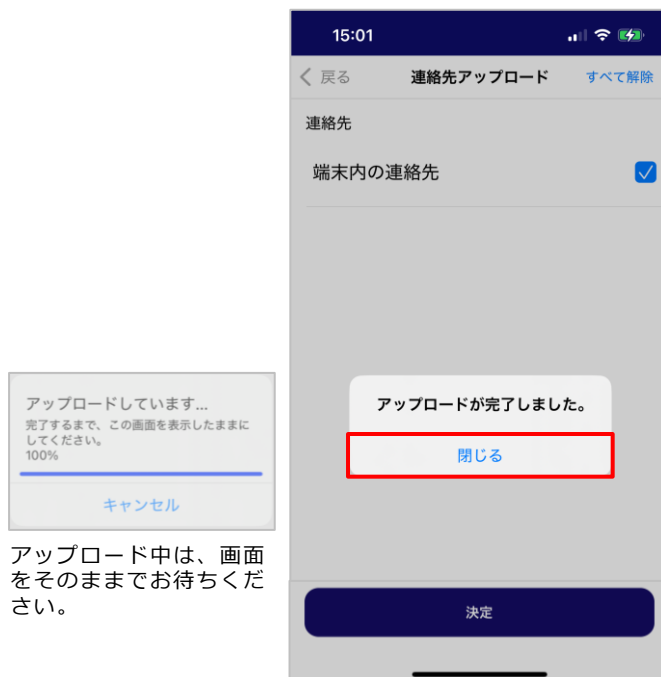 15:01
戻る 連絡先アップロード すべて解除
連絡先
端末内の連絡先
アップロードが完了しました。
閉じる
決定
アップロードしています...
完了するまで、この画面を表示したままに
してください。
100%
キャンセル
アップロード中は、画面
をそのままでお待ちくだ
さい。